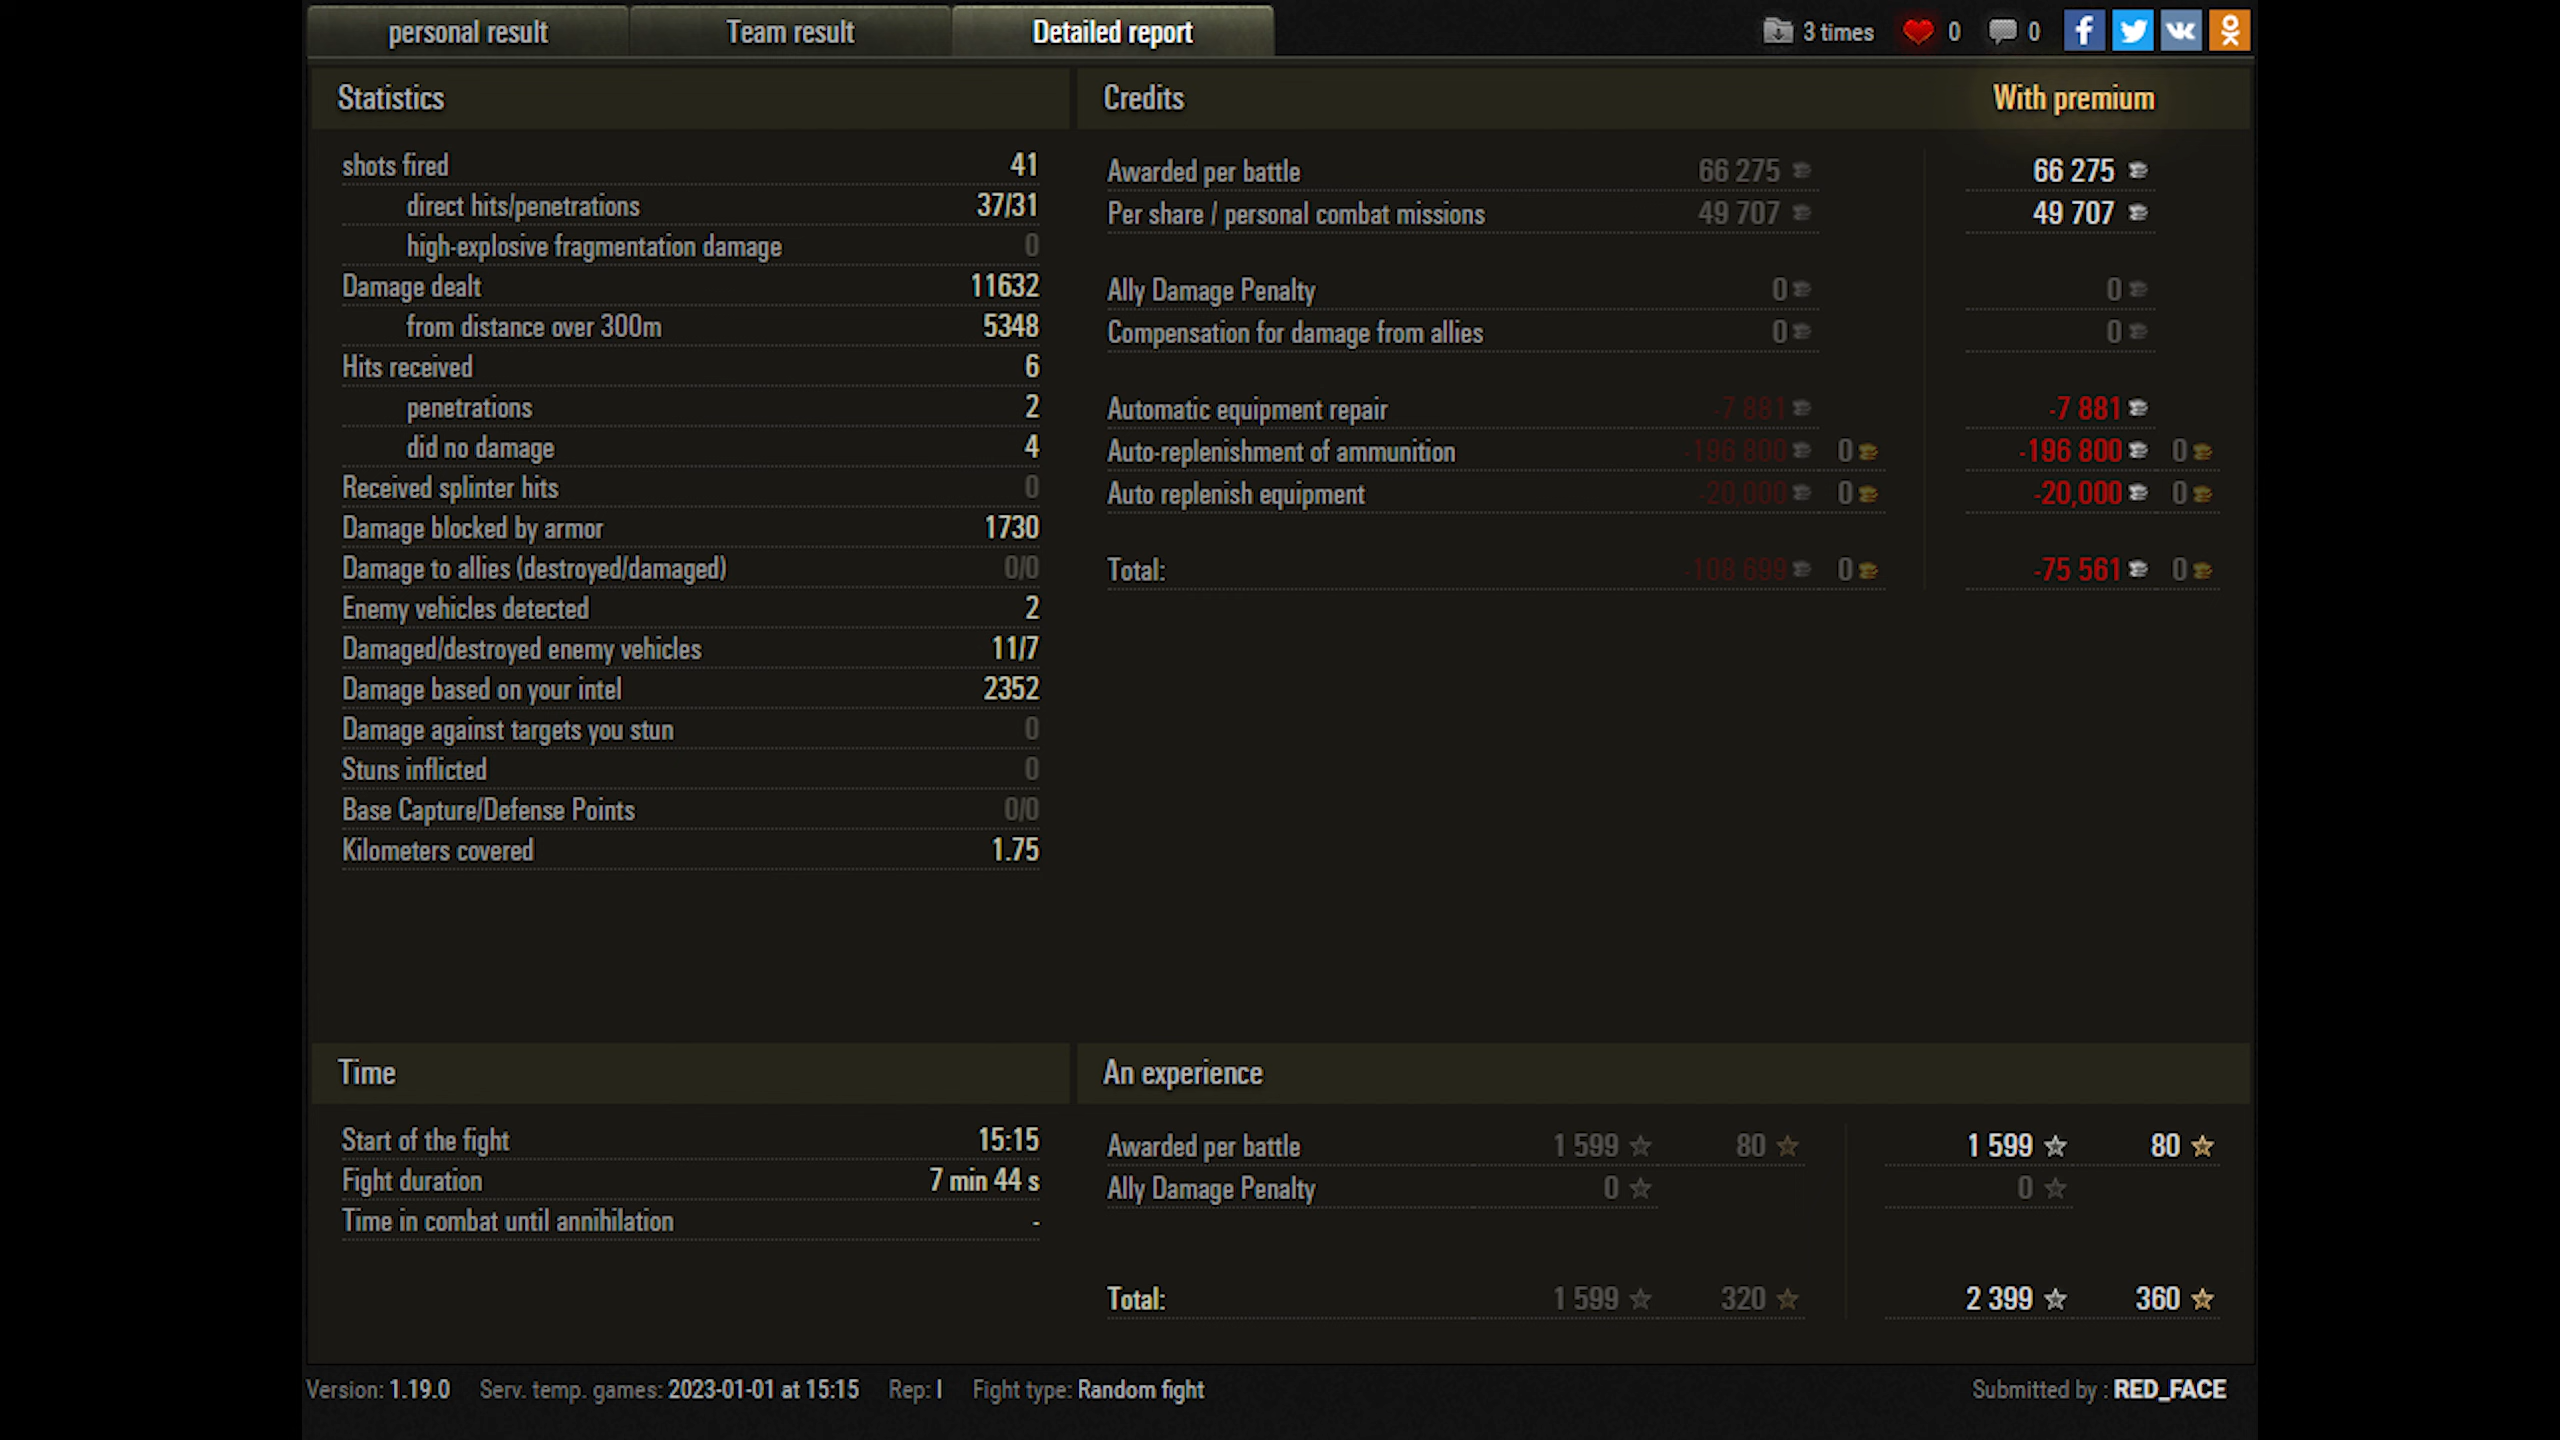 personal result Team result Detailed report 3 times 0 0
Statistics
shots fired 41
direct hits/penetrations 37/31
high-explosive fragmentation damage 0
Damage dealt 11632
from distance over 300m 5348
Hits received 6
penetrations 2
did no damage 4
Received splinter hits 0
Damage blocked by armor 1730
Damage to allies (destroyed/damaged) 0/0
Enemy vehicles detected 2
Damaged/destroyed enemy vehicles 11/7
Damage based on your intel 2352
Damage against targets you stun 0
Stuns inflicted 0
Base Capture/Defense Points 0/0
Kilometers covered 1.75
Credits With premium
Awarded per battle 66 275 66 275
Per share / personal combat missions 49 707 49 707
Ally Damage Penalty 0 0
Compensation for damage from allies 0 0
Automatic equipment repair -7 881 -7 881
Auto-replenishment of ammunition -196 800 0 -196 800 0
Auto replenish equipment -20,000 0 -20,000 0
Total: -108 699 0 -75 561 0
Time
Start of the fight 15:15
Fight duration 7 min 44 s
Time in combat until annihilation -
An experience
Awarded per battle 1 599 80 1 599 80
Ally Damage Penalty 0 0
Total: 1 599 320 2 399 360
Version: 1.19.0 Serv. temp. games: 2023-01-01 at 15:15 Rep: I Fight type: Random fight Submitted by : RED_FACE